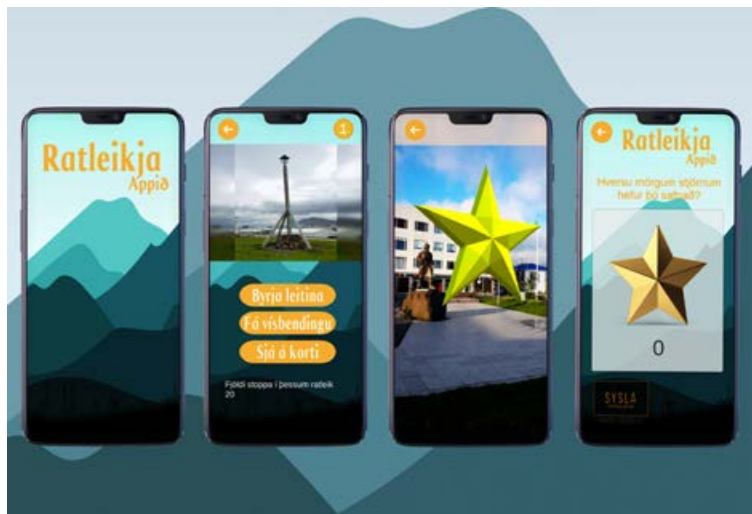 Ratleikja
Appið
1
Byrja leitina
Fá vísbendingu
Sjá á korti
Fjöldi stoppa í þessum ratleik
20
Ratleikja
Appið
Hversu mörgum stjörnum
hefur þú safnað?
0
SYSLA